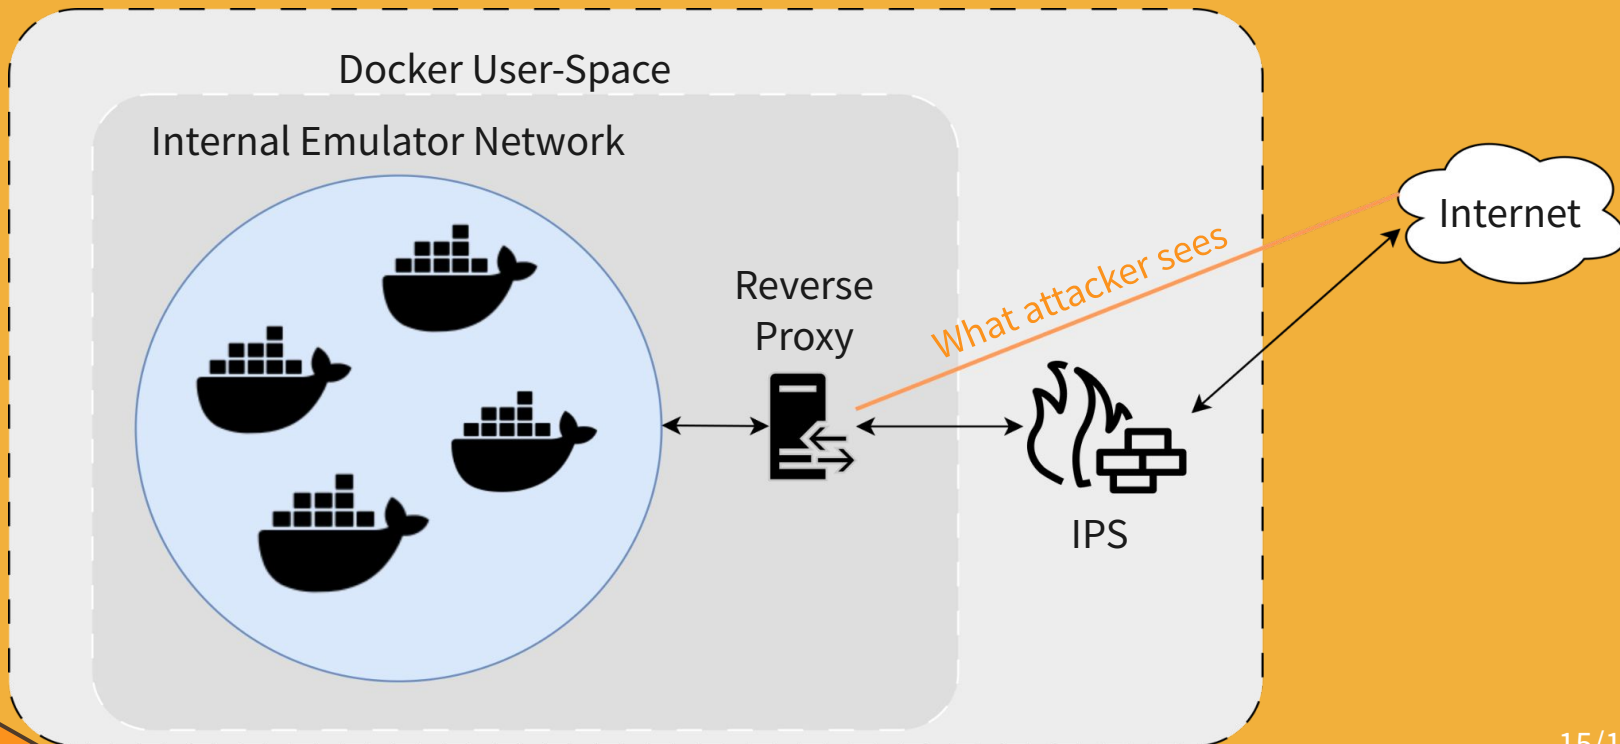 Docker User-Space
Internal Emulator Network
Reverse
Proxy
What attacker sees
Internet
IPS